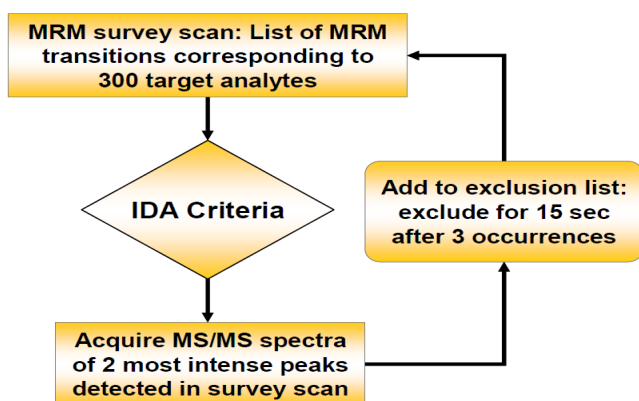 MRM survey scan: List of MRM
transitions corresponding to
300 target analytes
IDA Criteria
Acquire MS/MS spectra
of 2 most intense peaks
detected in survey scan
Add to exclusion list:
exclude for 15 sec
after 3 occurrences